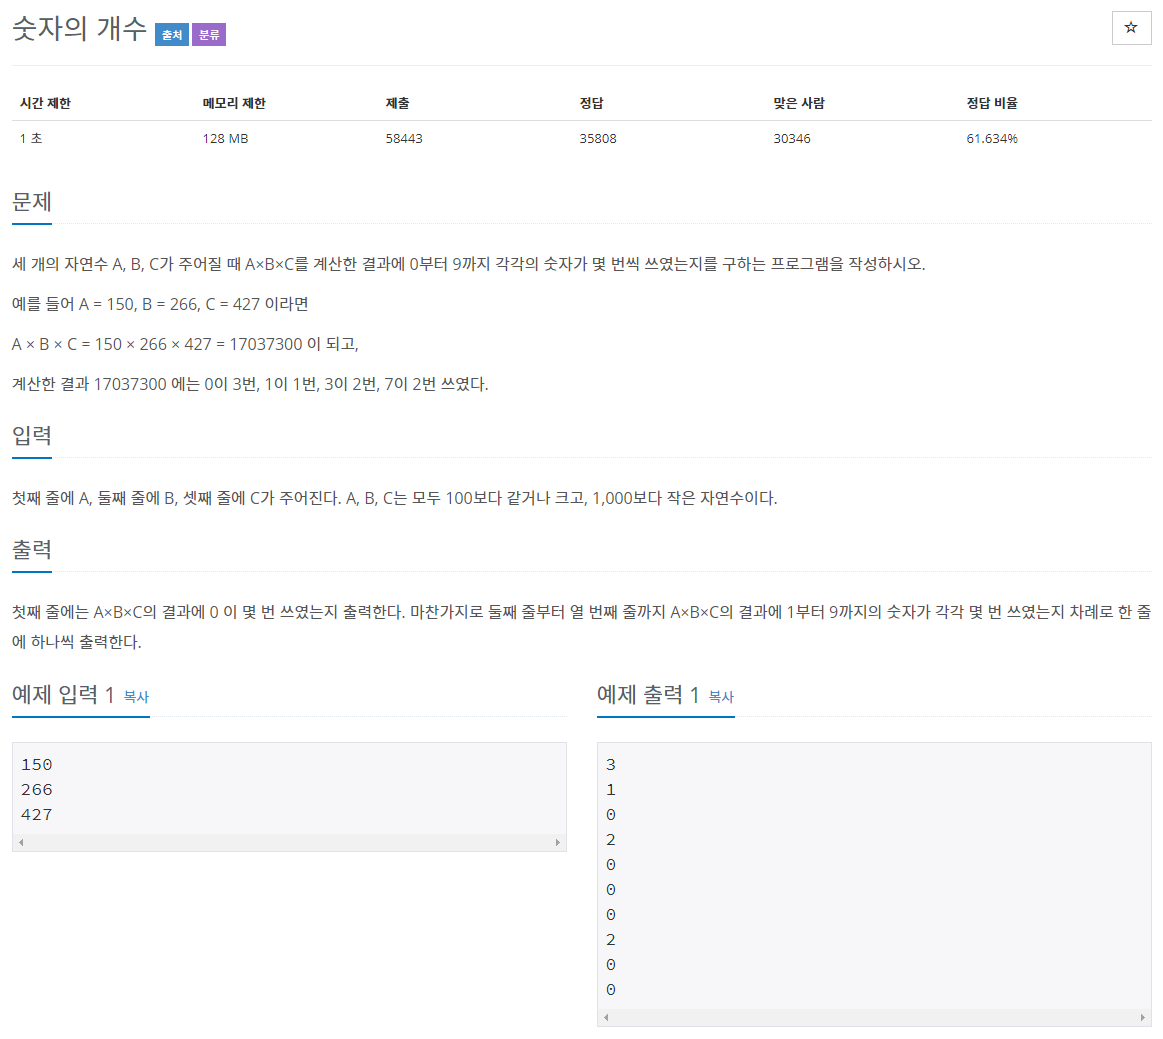 숫자의 개수 출처 분류
☆
시간 제한 메모리 제한 제출 정답 맞은 사람 정답 비율
1 초 128 MB 58443 35808 30346 61.634%
문제
세 개의 자연수 A, B, C가 주어질 때 A×B×C를 계산한 결과에 0부터 9까지 각각의 숫자가 몇 번씩 쓰였는지를 구하는 프로그램을 작성하시오.
예를 들어 A = 150, B = 266, C = 427 이라면
A × B × C = 150 × 266 × 427 = 17037300 이 되고,
계산한 결과 17037300 에는 0이 3번, 1이 1번, 3이 2번, 7이 2번 쓰였다.
입력
첫째 줄에 A, 둘째 줄에 B, 셋째 줄에 C가 주어진다. A, B, C는 모두 100보다 같거나 크고, 1,000보다 작은 자연수이다.
출력
첫째 줄에는 A×B×C의 결과에 0 이 몇 번 쓰였는지 출력한다. 마찬가지로 둘째 줄부터 열 번째 줄까지 A×B×C의 결과에 1부터 9까지의 숫자가 각각 몇 번 쓰였는지 차례로 한 줄
에 하나씩 출력한다.
예제 입력 1 복사
150
266
427
예제 출력 1 복사
3
1
0
2
0
0
0
2
0
0